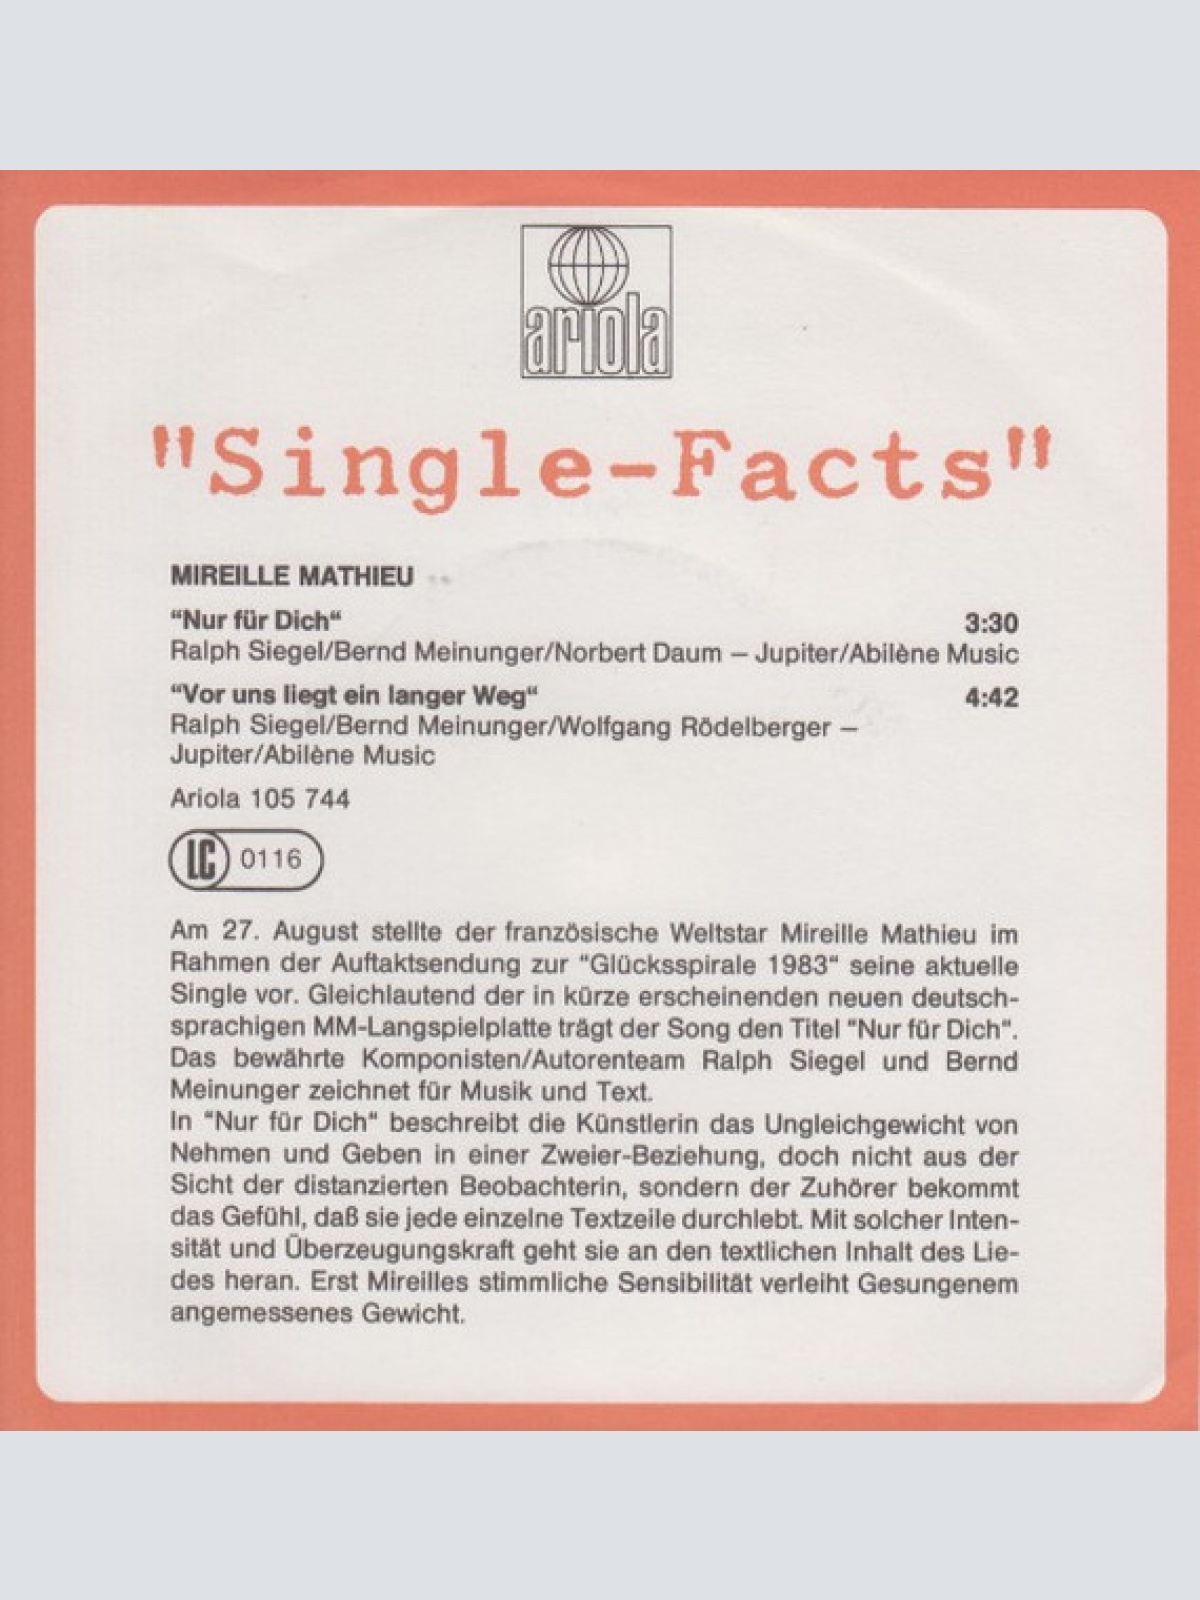 ariola
"Single-Facts"
MIREILLE MATHIEU
“Nur für Dich“ 3:30
Ralph Siegel/Bernd Meinunger/Norbert Daum – Jupiter/Abilène Music
“Vor uns liegt ein langer Weg“ 4:42
Ralph Siegel/Bernd Meinunger/Wolfgang Rödelberger –
Jupiter/Abilène Music
Ariola 105 744
LC 0116
Am 27. August stellte der französische Weltstar Mireille Mathieu im
Rahmen der Auftaktsendung zur “Glücksspirale 1983“ seine aktuelle
Single vor. Gleichlautend der in kürze erscheinenden neuen deutsch-
sprachigen MM-Langspielplatte trägt der Song den Titel “Nur für Dich“.
Das bewährte Komponisten/Autorenteam Ralph Siegel und Bernd
Meinunger zeichnet für Musik und Text.
In “Nur für Dich“ beschreibt die Künstlerin das Ungleichgewicht von
Nehmen und Geben in einer Zweier-Beziehung, doch nicht aus der
Sicht der distanzierten Beobachterin, sondern der Zuhörer bekommt
das Gefühl, daß sie jede einzelne Textzeile durchlebt. Mit solcher Inten-
sität und Überzeugungskraft geht sie an den textlichen Inhalt des Lie-
des heran. Erst Mireilles stimmliche Sensibilität verleiht Gesungenem
angemessenes Gewicht.